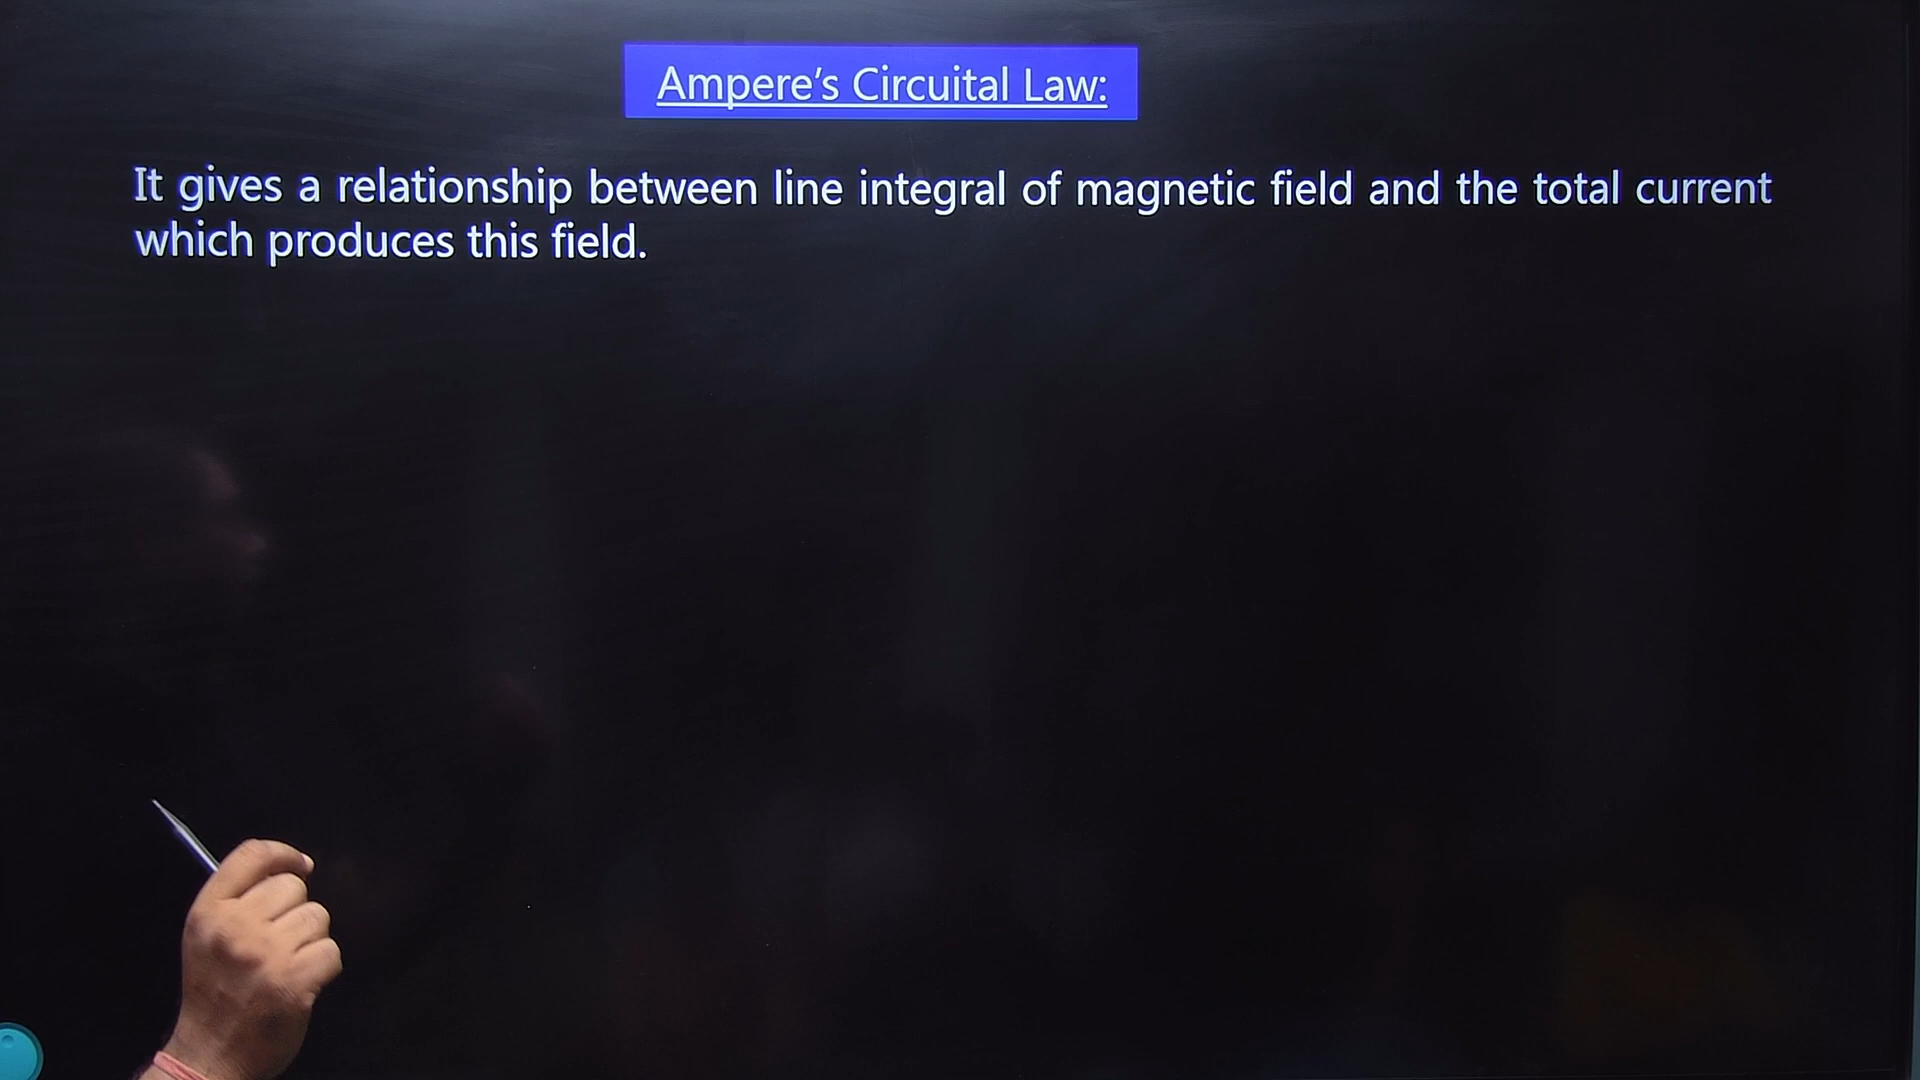 Ampere’s Circuital Law:
It gives a relationship between line integral of magnetic field and the total current
which produces this field.